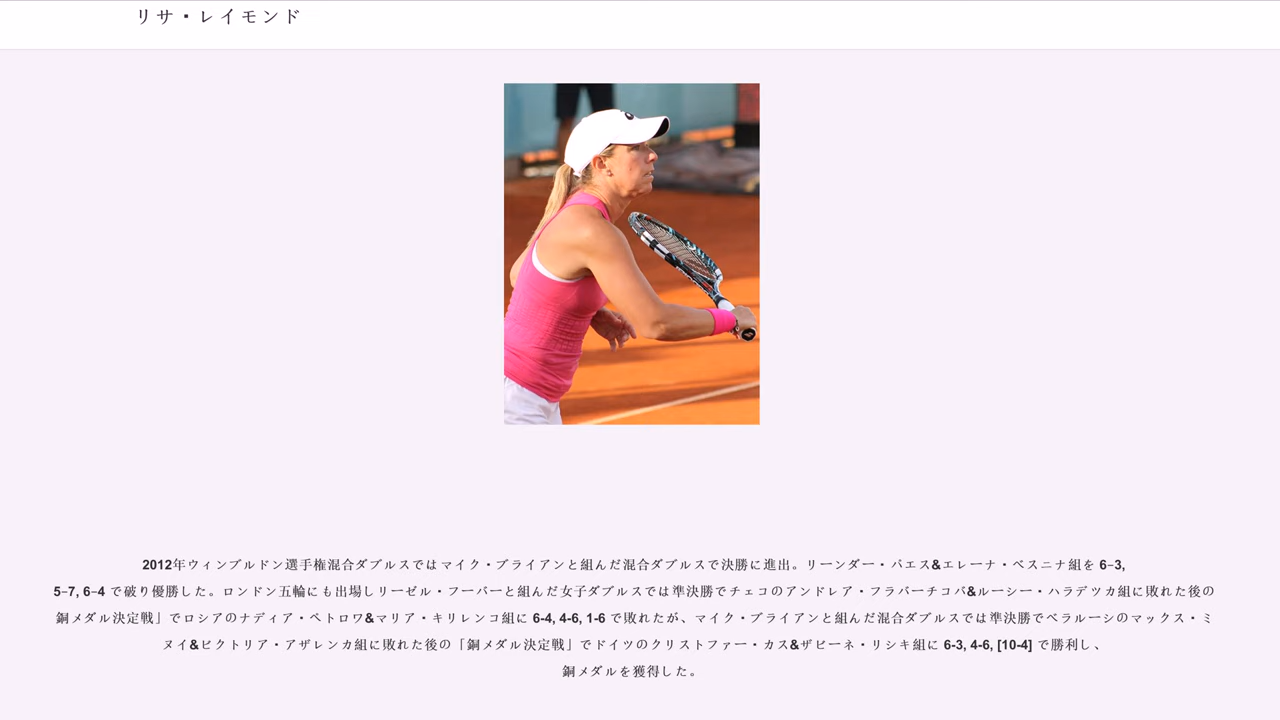 リサ・レイモンド
2012年ウィンブルドン選手権混合ダブルスではマイク・ブライアンと組んだ混合ダブルスで決勝に進出。リーンダー・パエス&エレーナ・ベスニナ組を 6–3,
5–7, 6–4 で破り優勝した。ロンドン五輪にも出場しリーゼル・フーバーと組んだ女子ダブルスでは準決勝でチェコのアンドレア・フラバーチコバ&ルーシー・ハラデツカ組に敗れた後の
銅メダル決定戦」でロシアのナディア・ペトロワ&マリア・キリレンコ組に 6-4, 4-6, 1-6 で敗れたが、マイク・ブライアンと組んだ混合ダブルスでは準決勝でベラルーシのマックス・ミ
ヌイ&ビクトリア・アザレンカ組に敗れた後の「銅メダル決定戦」でドイツのクリストファー・カス&ザビーネ・リシキ組に 6-3, 4-6, [10-4] で勝利し、
銅メダルを獲得した。